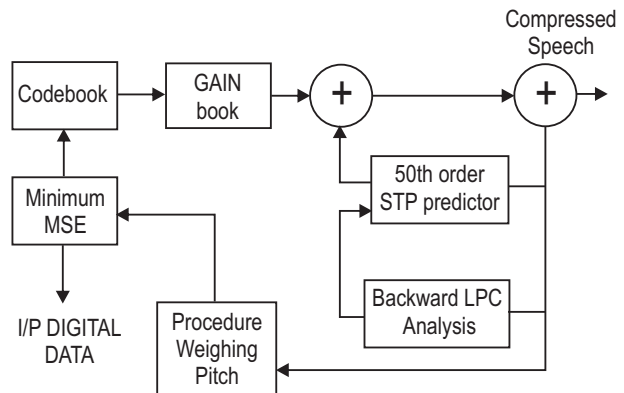 Compressed
Speech
Codebook
GAIN
book
+
+
50th order
STP predictor
Minimum
MSE
Backward LPC
Analysis
I/P DIGITAL
DATA
Procedure
Weighing
Pitch